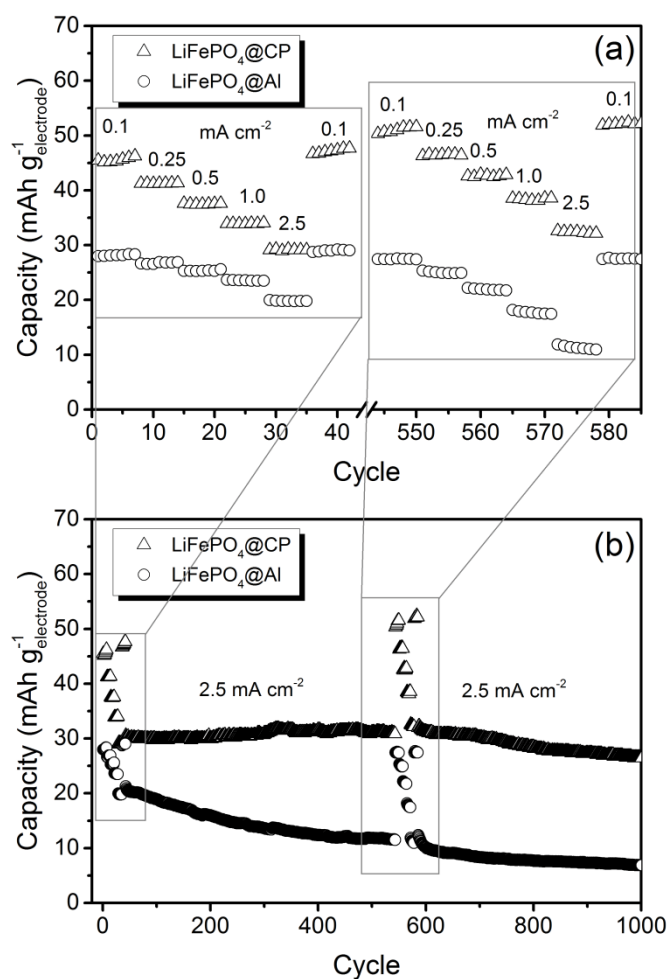 70
(a)
△ LiFePO₄@CP
60
○ LiFePO₄@Al
0.1
0.1
mA cm⁻²
50
0.1
0.1
mA cm⁻²
0.25
0.25
0.5
40
0.5
1.0
1.0
2.5
2.5
30
20
10
0
Capacity (mAh g⁻¹electrode)
0 10 20 30 40 550 560 570 580
Cycle
70
(b)
△ LiFePO₄@CP
60
○ LiFePO₄@Al
50
40
2.5 mA cm⁻²
2.5 mA cm⁻²
30
20
10
0
Capacity (mAh g⁻¹electrode)
0 200 400 600 800 1000
Cycle